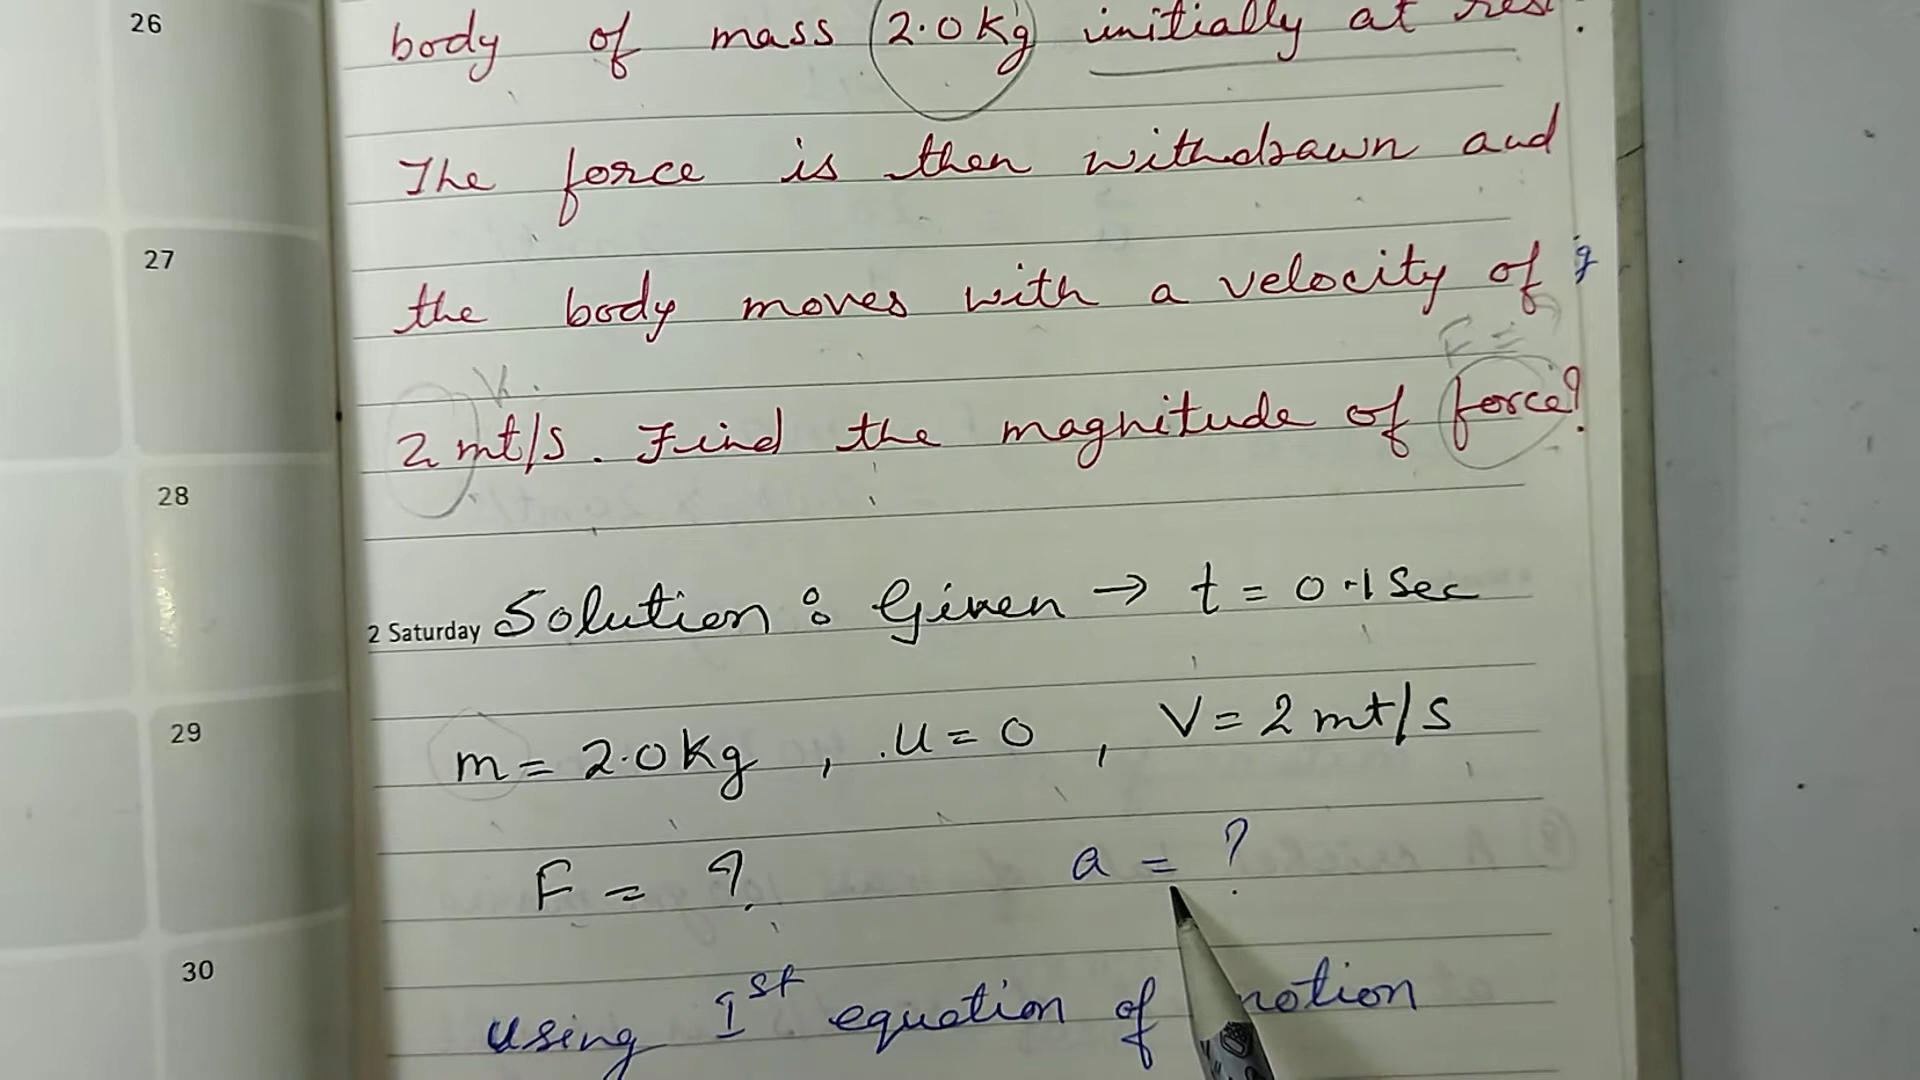 26
body of mass 2.0 Kg initially at rest.
The force is then withdrawn and
27
the body moves with a velocity of
F =
V.
2 mt/s. Find the magnitude of force?
28
2 Saturday Solution : Given → t = 0.1 Sec
29
m = 2.0 Kg , u = 0 , V = 2 mt/s
F = ? a = ?
30
using Ist equation of motion